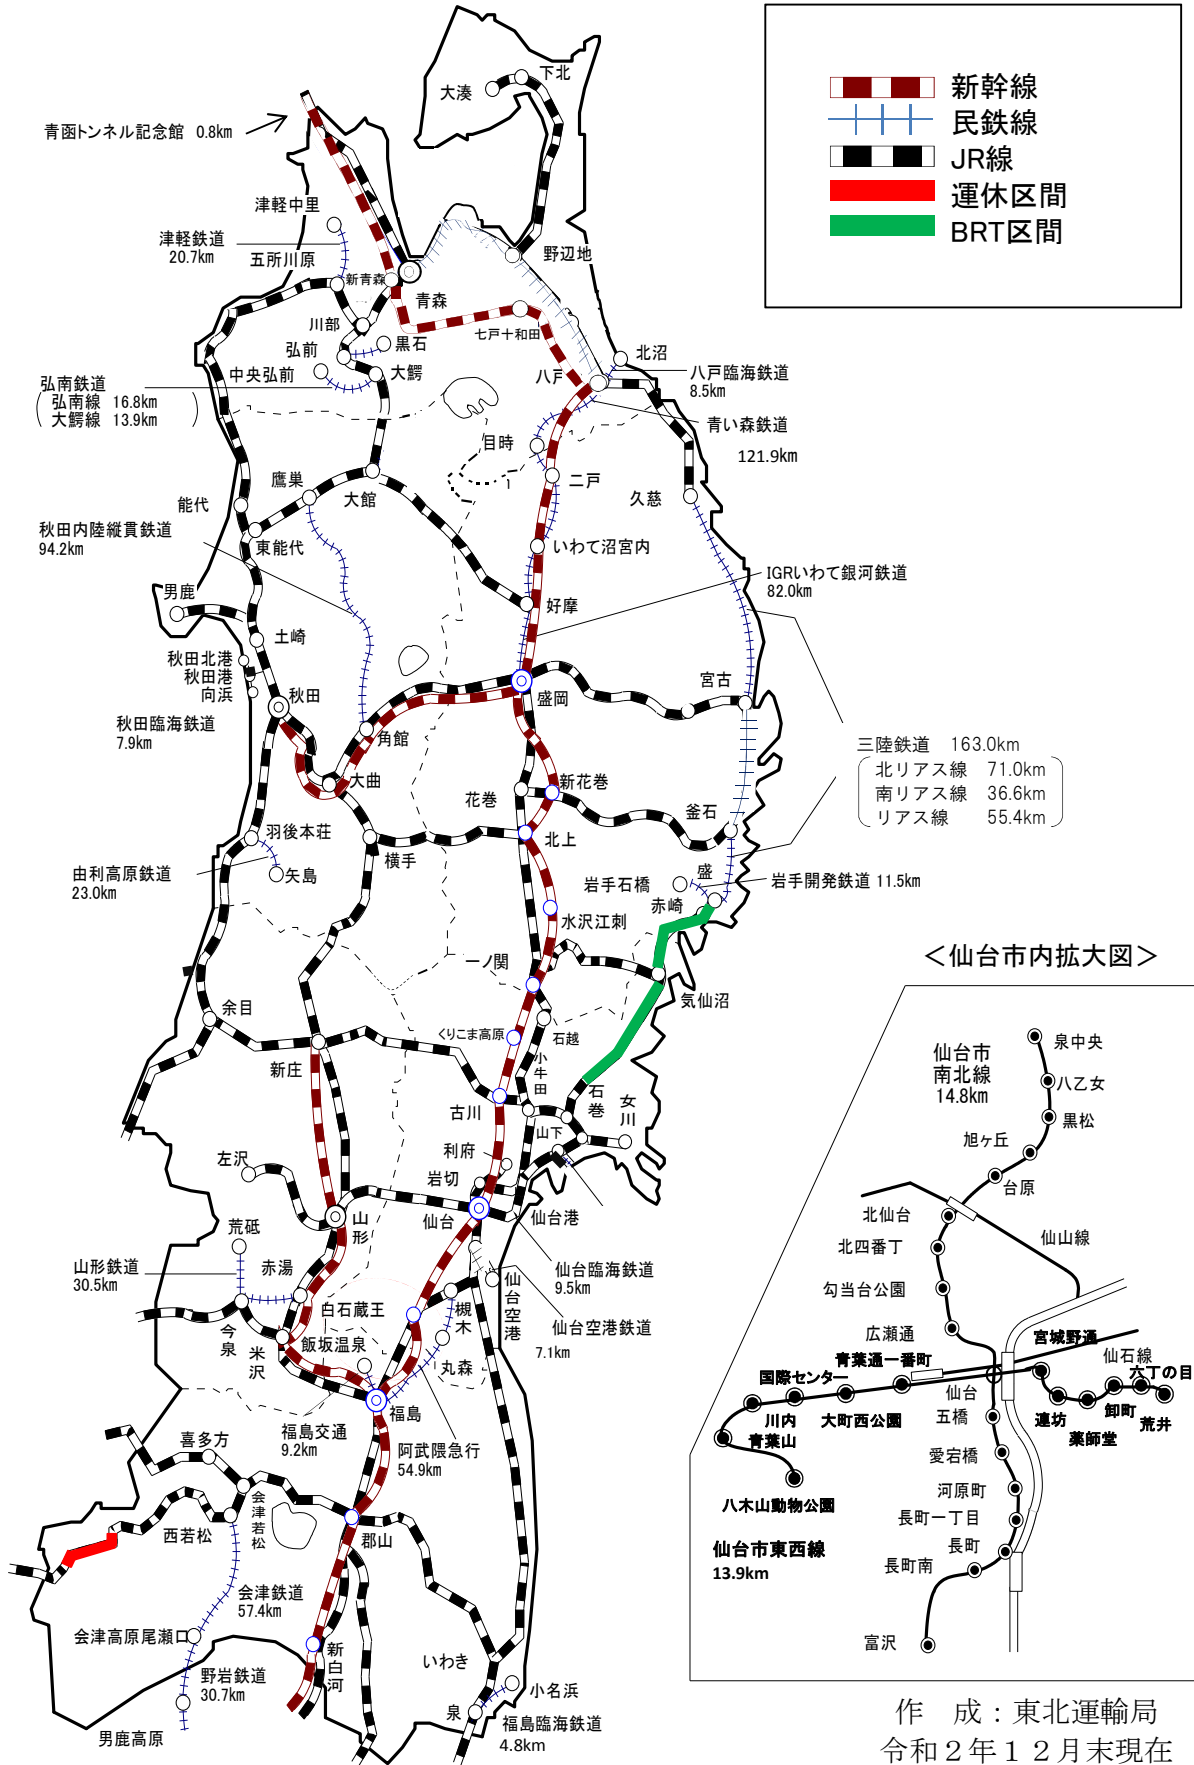 新幹線
民鉄線
JR線
運休区間
BRT区間
大湊
下北
青函トンネル記念館 0.8km
津軽中里
津軽鉄道
20.7km
五所川原
新青森
青森
野辺地
川部
七戸十和田
黒石
弘前
中央弘前
大鰐
八戸
北沼
八戸臨海鉄道
8.5km
弘南鉄道
弘南線 16.8km
大鰐線 13.9km
青い森鉄道
121.9km
目時
二戸
久慈
鷹巣
大館
能代
東能代
秋田内陸縦貫鉄道
94.2km
いわて沼宮内
IGRいわて銀河鉄道
82.0km
男鹿
好摩
土崎
秋田北港
秋田港
向浜
秋田
秋田臨海鉄道
7.9km
盛岡
宮古
角館
大曲
三陸鉄道 163.0km
北リアス線 71.0km
南リアス線 36.6km
リアス線 55.4km
花巻
新花巻
釜石
羽後本荘
横手
北上
由利高原鉄道
23.0km
矢島
盛
岩手石橋
岩手開発鉄道 11.5km
赤崎
水沢江刺
一ノ関
気仙沼
余目
くりこま高原
石越
新庄
小牛田
古川
石巻
女川
山下
利府
左沢
岩切
山形
仙台
仙台港
荒砥
山形鉄道
30.5km
赤湯
仙台臨海鉄道
9.5km
仙台空港
仙台空港鉄道
7.1km
白石蔵王
槻木
今泉
米沢
飯坂温泉
丸森
福島
福島交通
9.2km
阿武隈急行
54.9km
喜多方
会津若松
西若松
郡山
会津鉄道
57.4km
会津高原尾瀬口
野岩鉄道
30.7km
男鹿高原
新白河
いわき
泉
小名浜
福島臨海鉄道
4.8km
＜仙台市内拡大図＞
仙台市
南北線
14.8km
泉中央
八乙女
黒松
旭ヶ丘
台原
北仙台
仙山線
北四番丁
勾当台公園
広瀬通
宮城野通
青葉通一番町
仙石線
国際センター
六丁の目
仙台
川内
大町西公園
五橋
連坊
卸町
荒井
青葉山
薬師堂
愛宕橋
八木山動物公園
河原町
長町一丁目
仙台市東西線
13.9km
長町
長町南
富沢
作　成：東北運輸局
令和２年１２月末現在